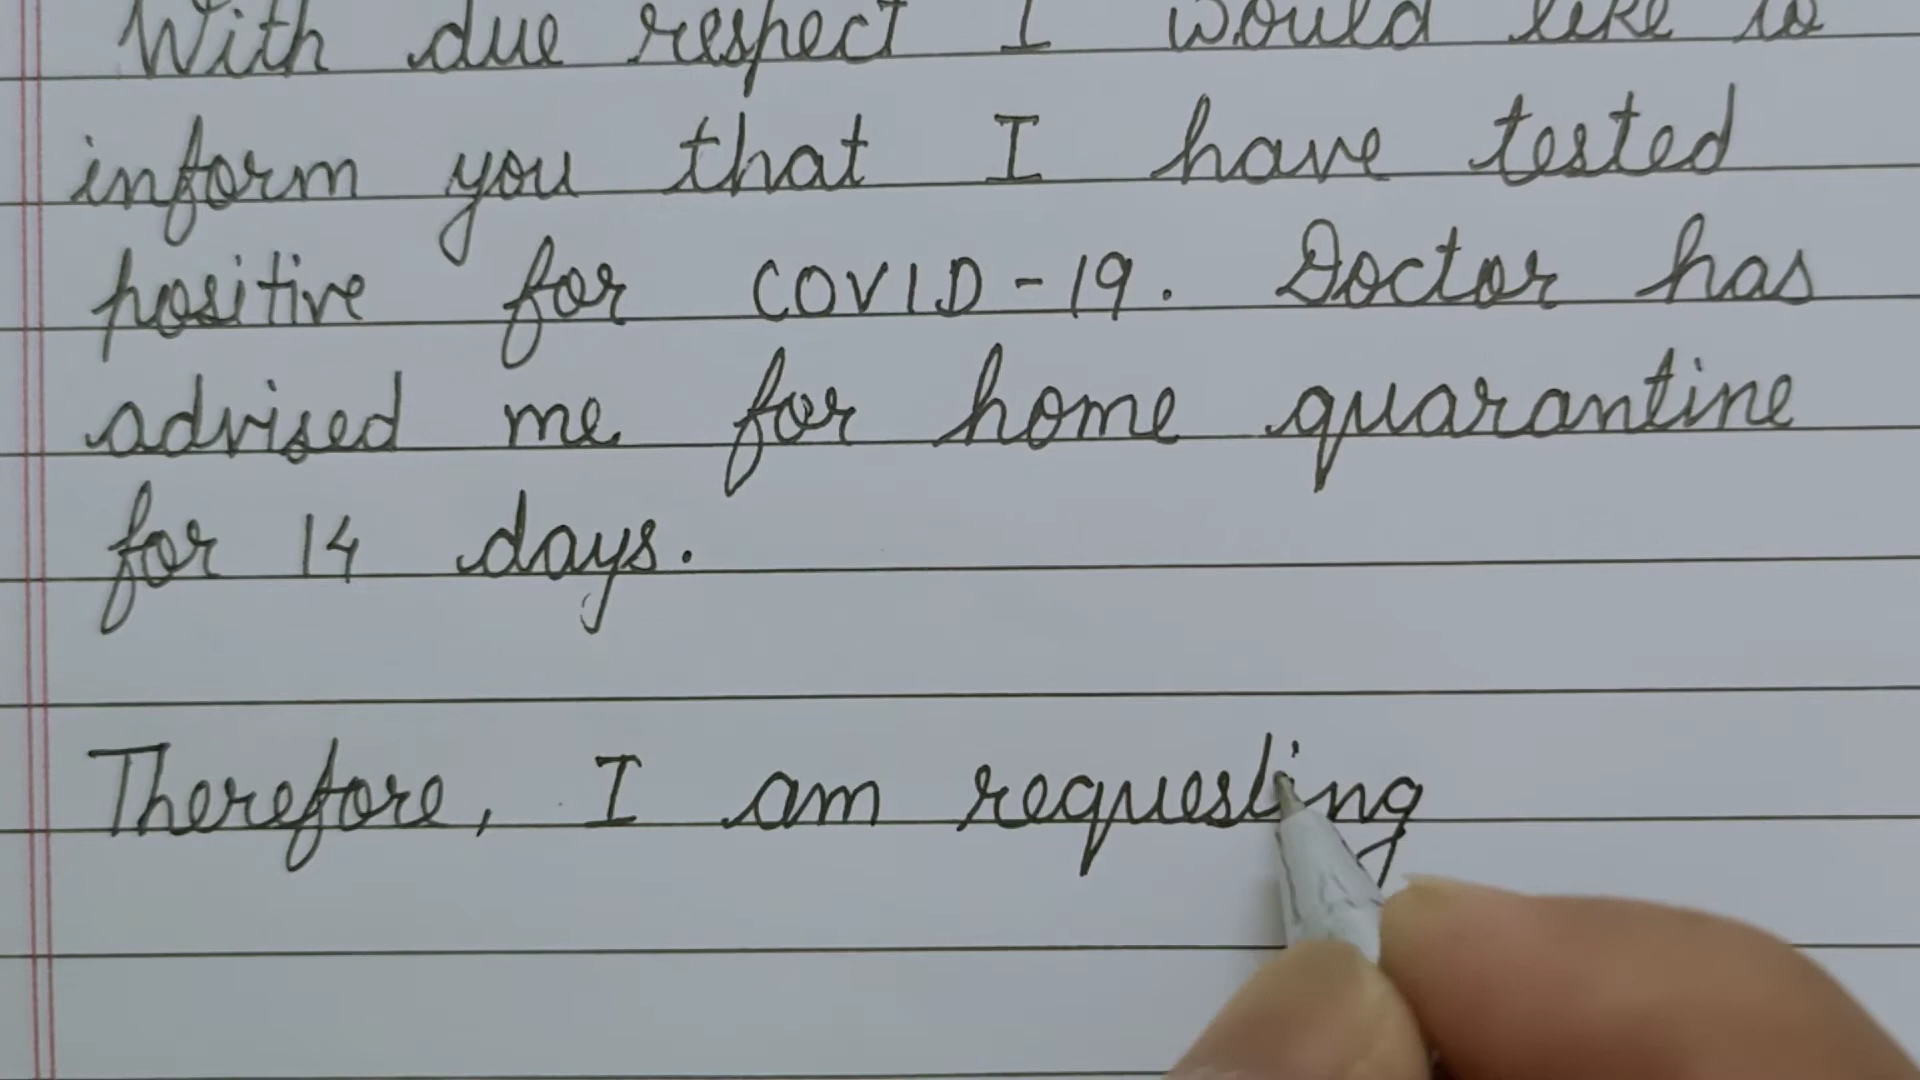 With due respect I would like to
inform you that I have tested
positive for COVID-19. Doctor has
advised me for home quarantine
for 14 days.
Therefore, I am requesting